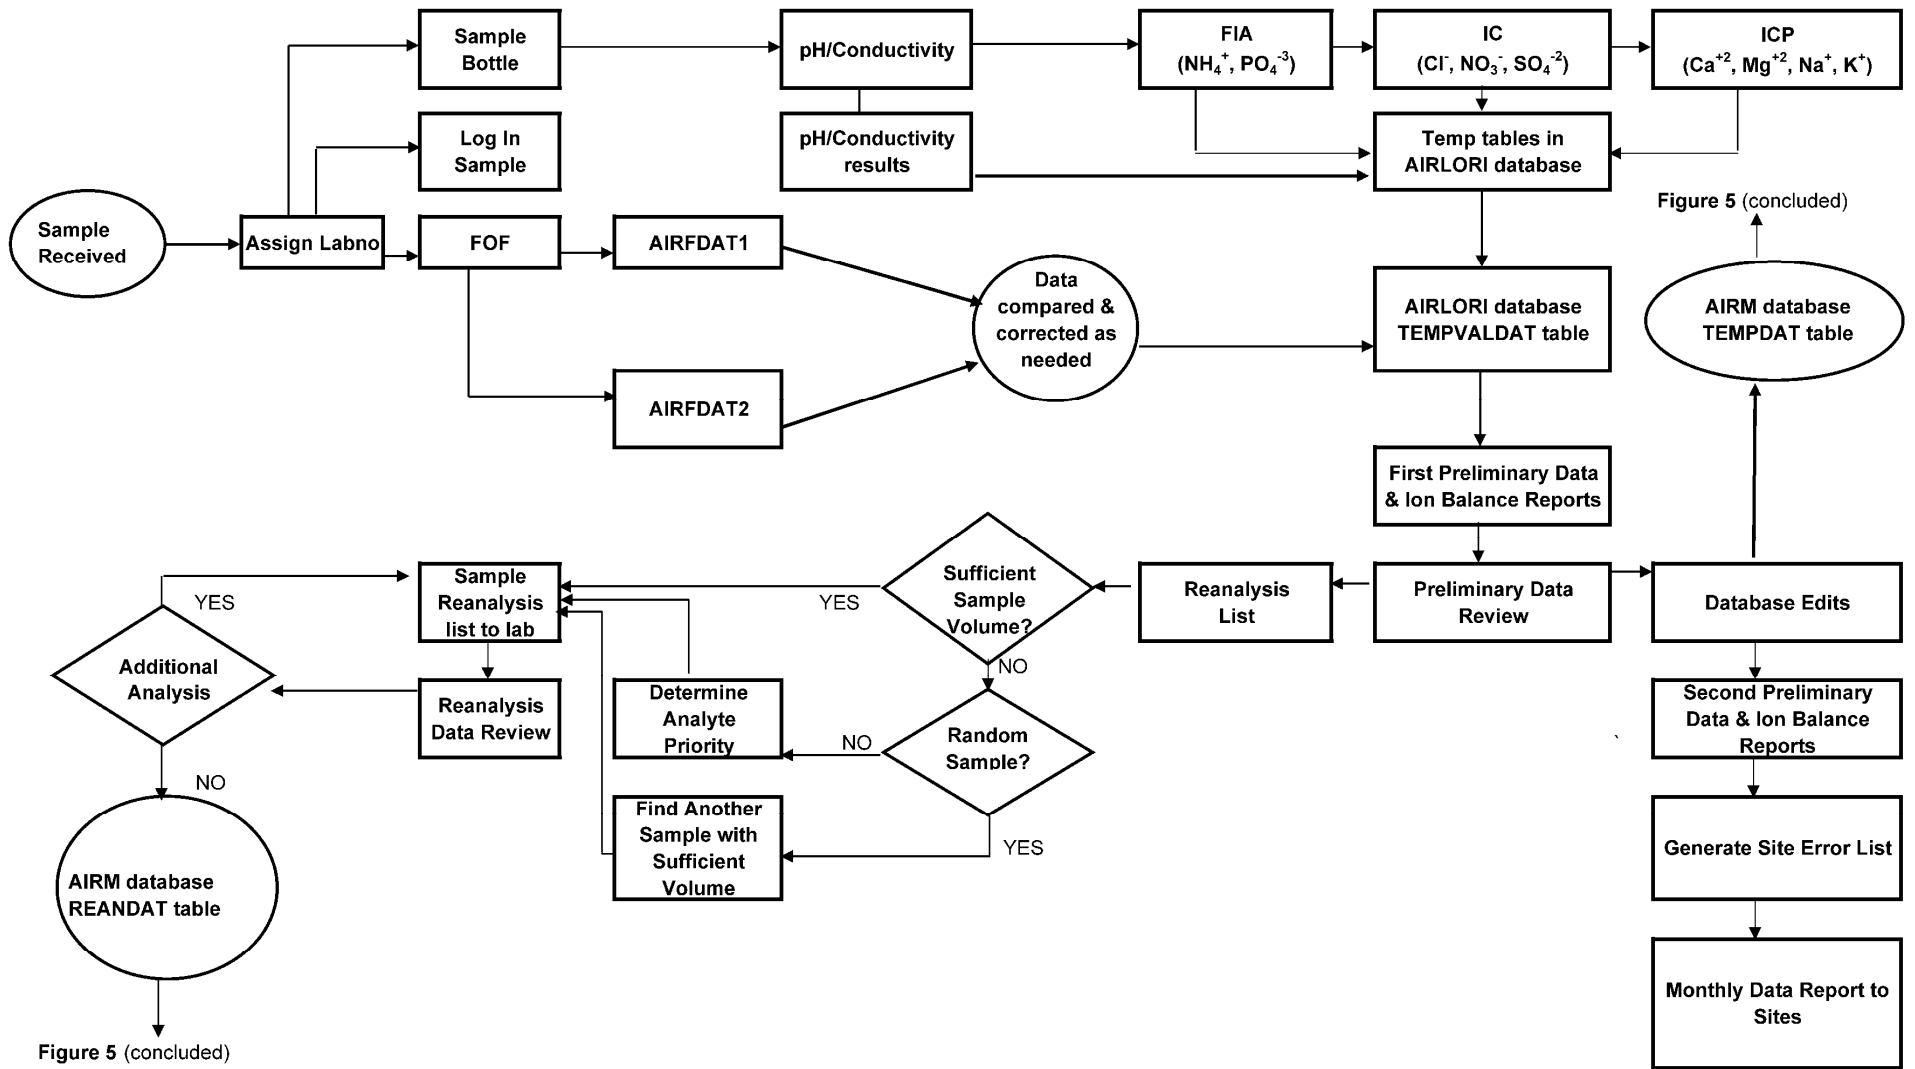 Sample
Bottle
pH/Conductivity
FIA
(NH₄⁺, PO₄⁻³)
IC
(Cl⁻, NO₃⁻, SO₄⁻²)
ICP
(Ca⁺², Mg⁺², Na⁺, K⁺)
Log In
Sample
pH/Conductivity
results
Temp tables in
AIRLORI database
Figure 5 (concluded)
Sample
Received
Assign Labno
FOF
AIRFDAT1
Data
compared &
corrected as
needed
AIRLORI database
TEMPVALDAT table
AIRM database
TEMPDAT table
AIRFDAT2
First Preliminary Data
& Ion Balance Reports
YES
Sample
Reanalysis
list to lab
YES
Sufficient
Sample
Volume?
NO
Reanalysis
List
Preliminary Data
Review
Database Edits
Additional
Analysis
Reanalysis
Data Review
Determine
Analyte
Priority
NO
Random
Sample?
Second Preliminary
Data & Ion Balance
Reports
NO
Find Another
Sample with
Sufficient
Volume
YES
Generate Site Error List
AIRM database
REANDAT table
Monthly Data Report to
Sites
Figure 5 (concluded)